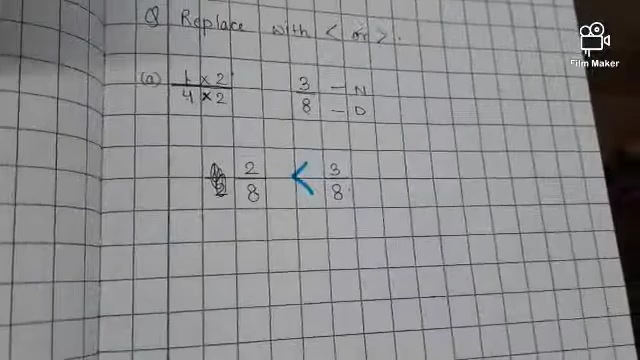 Q Replace with < or >.
Film Maker
(a) 1 × 2 / 4 × 2   3 / 8 – N – D
2 / 8 < 3 / 8